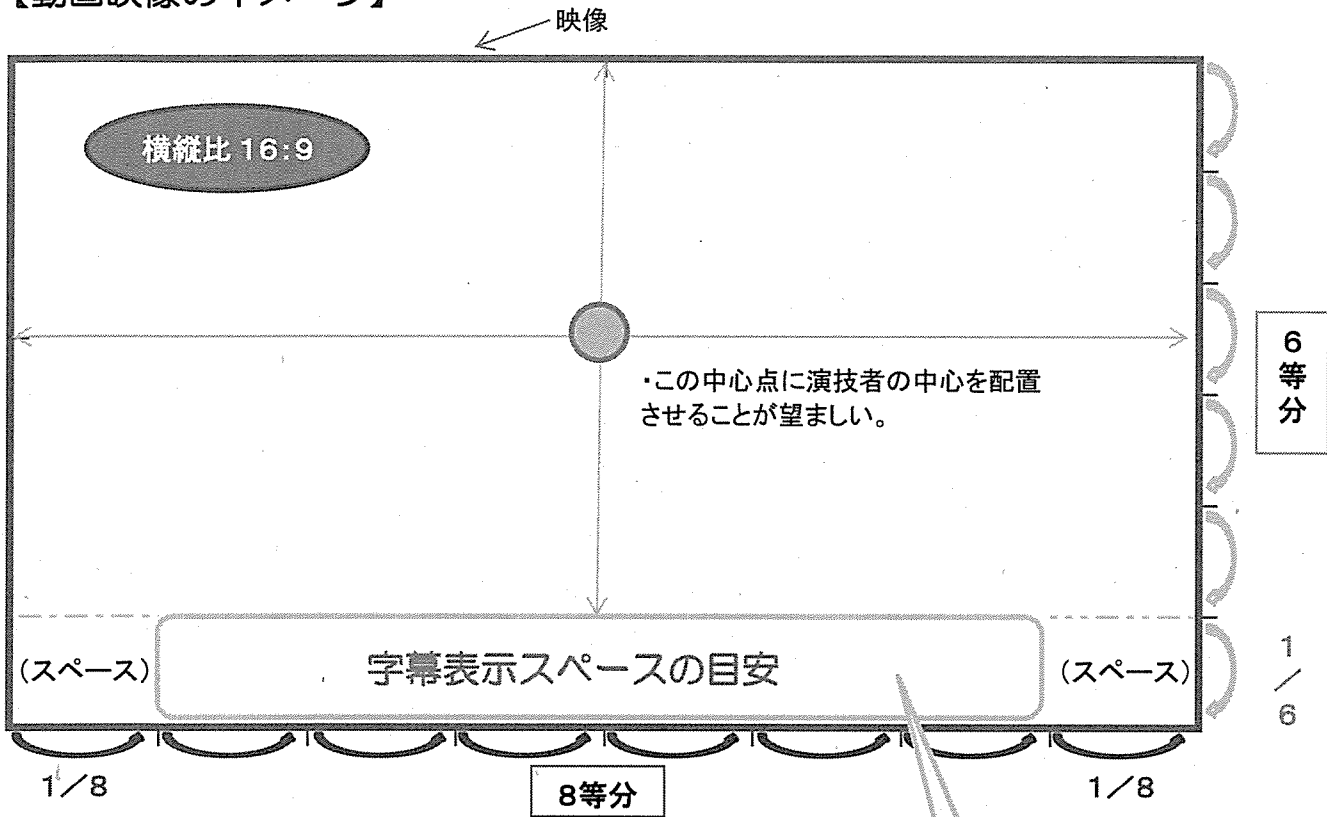 【動画映像のイメージ】
映像
横縦比 16:9
・この中心点に演技者の中心を配置
させることが望ましい。
6等分
(スペース)
字幕表示スペースの目安
(スペース)
1/6
1/8
8等分
1/8